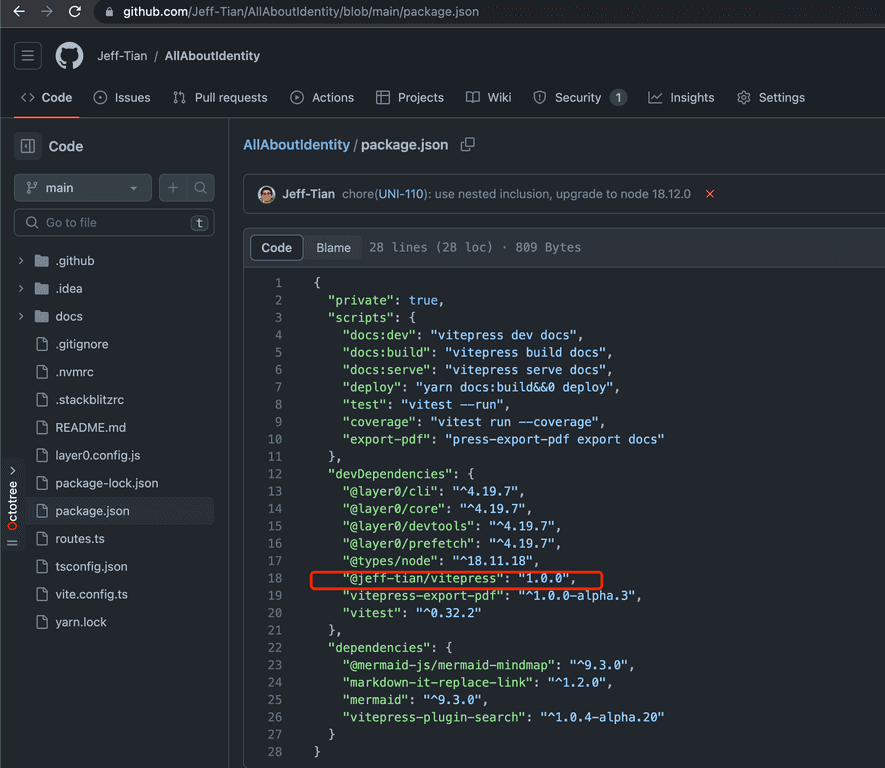 github.com/Jeff-Tian/AllAboutIdentity/blob/main/package.json
Jeff-Tian / AllAboutIdentity
Code Issues Pull requests Actions Projects Wiki Security 1 Insights Settings
Code
main
Go to file t
.github
.idea
docs
.gitignore
.nvmrc
.stackblitzrc
README.md
layer0.config.js
package-lock.json
package.json
routes.ts
tsconfig.json
vite.config.ts
yarn.lock
Octotree
AllAboutIdentity / package.json
Jeff-Tian chore(UNI-110): use nested inclusion, upgrade to node 18.12.0
Code Blame 28 lines (28 loc) · 809 Bytes
1 {
2 "private": true,
3 "scripts": {
4 "docs:dev": "vitepress dev docs",
5 "docs:build": "vitepress build docs",
6 "docs:serve": "vitepress serve docs",
7 "deploy": "yarn docs:build&&0 deploy",
8 "test": "vitest --run",
9 "coverage": "vitest run --coverage",
10 "export-pdf": "press-export-pdf export docs"
11 },
12 "devDependencies": {
13 "@layer0/cli": "^4.19.7",
14 "@layer0/core": "^4.19.7",
15 "@layer0/devtools": "^4.19.7",
16 "@layer0/prefetch": "^4.19.7",
17 "@types/node": "^18.11.18",
18 "@jeff-tian/vitepress": "1.0.0",
19 "vitepress-export-pdf": "^1.0.0-alpha.3",
20 "vitest": "^0.32.2"
21 },
22 "dependencies": {
23 "@mermaid-js/mermaid-mindmap": "^9.3.0",
24 "markdown-it-replace-link": "^1.2.0",
25 "mermaid": "^9.3.0",
26 "vitepress-plugin-search": "^1.0.4-alpha.20"
27 }
28 }